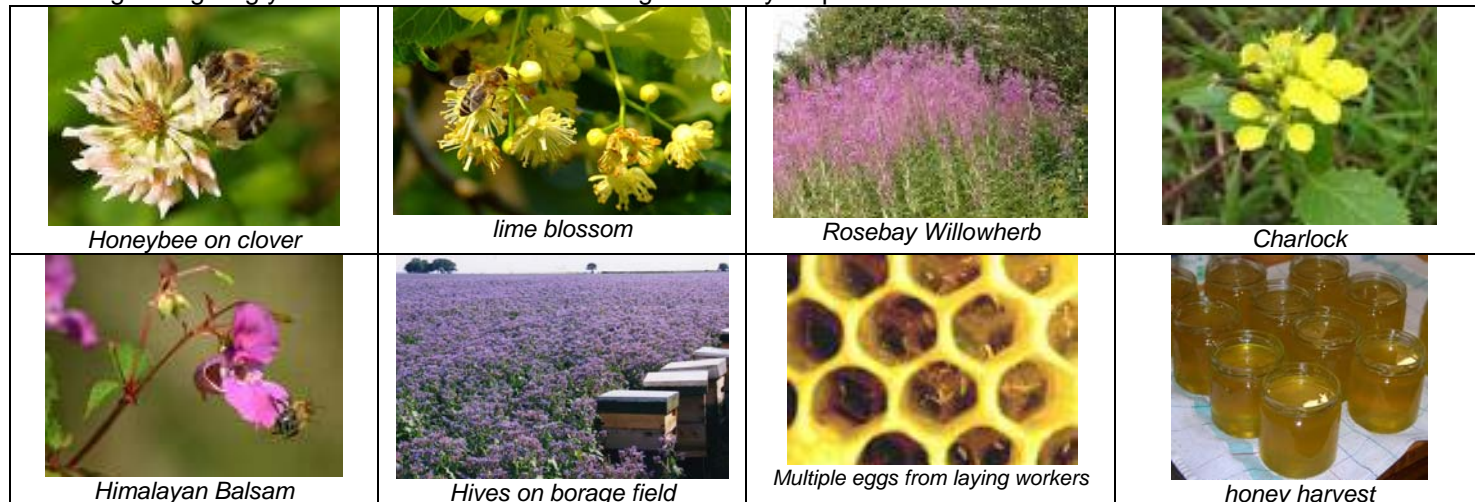 Honeybee on clover
lime blossom
Rosebay Willowherb
Charlock
Himalayan Balsam
Hives on borage field
Multiple eggs from laying workers
honey harvest